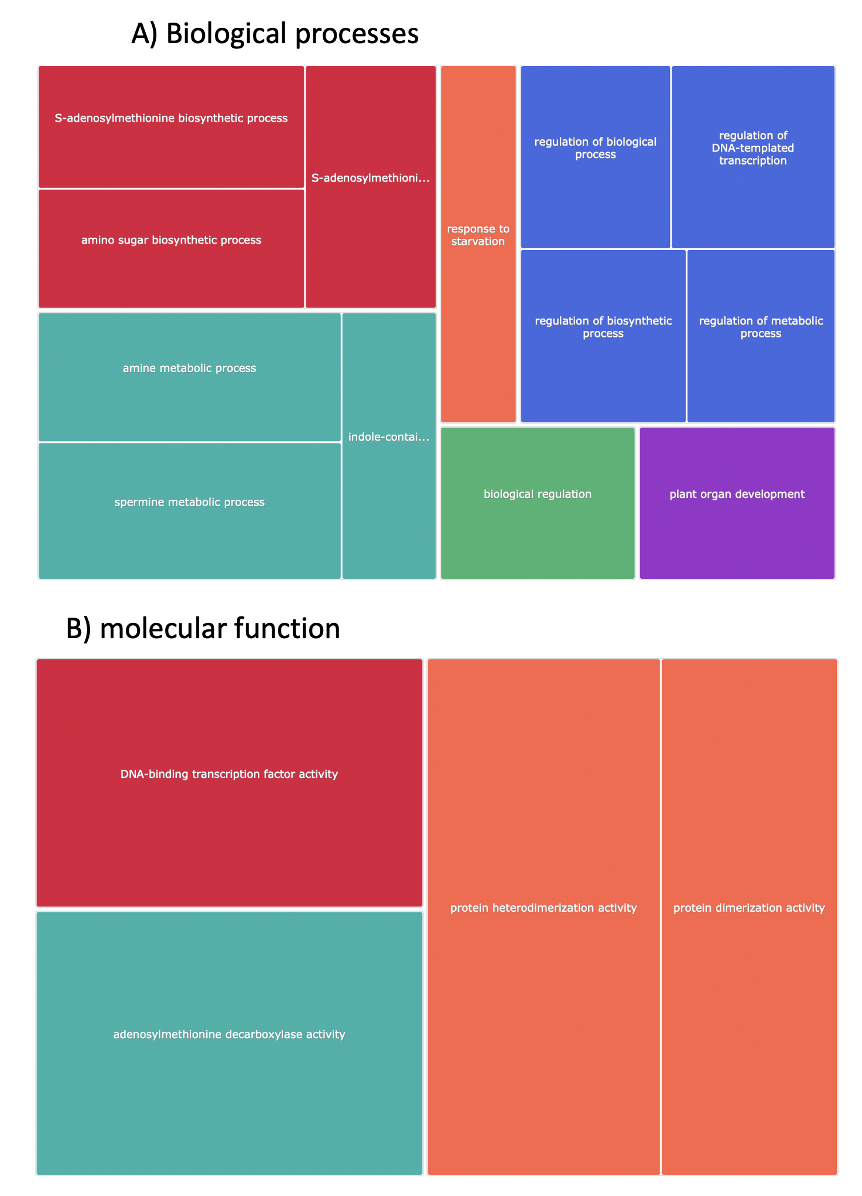 A) Biological processes
S-adenosylmethionine biosynthetic process
S-adenosylmethioni...
amino sugar biosynthetic process
response to
starvation
regulation of biological
process
regulation of
DNA-templated
transcription
regulation of biosynthetic
process
regulation of metabolic
process
amine metabolic process
indole-contai...
spermine metabolic process
biological regulation
plant organ development
B) molecular function
DNA-binding transcription factor activity
adenosylmethionine decarboxylase activity
protein heterodimerization activity
protein dimerization activity